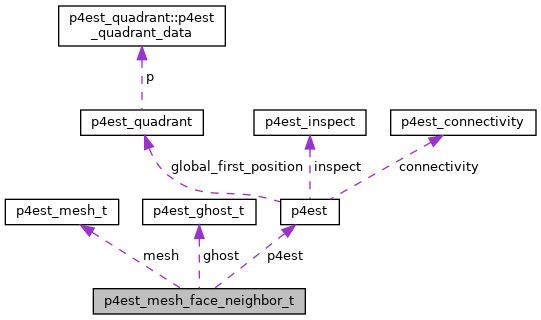 p4est_quadrant::p4est
_quadrant_data
p
p4est_quadrant
p4est_inspect
p4est_connectivity
global_first_position
inspect
connectivity
p4est_mesh_t
p4est_ghost_t
p4est
mesh
ghost
p4est
p4est_mesh_face_neighbor_t